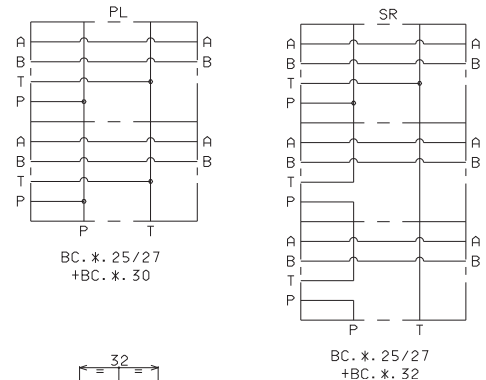 PL
A A
B B
T
P
A A
B B
T
P
P T
BC.*.25/27
+BC.*.30
SR
A A
B B
T
P
A A
B B
T
P
A A
B B
T
P
P T
BC.*.25/27
+BC.*.32
32
= =